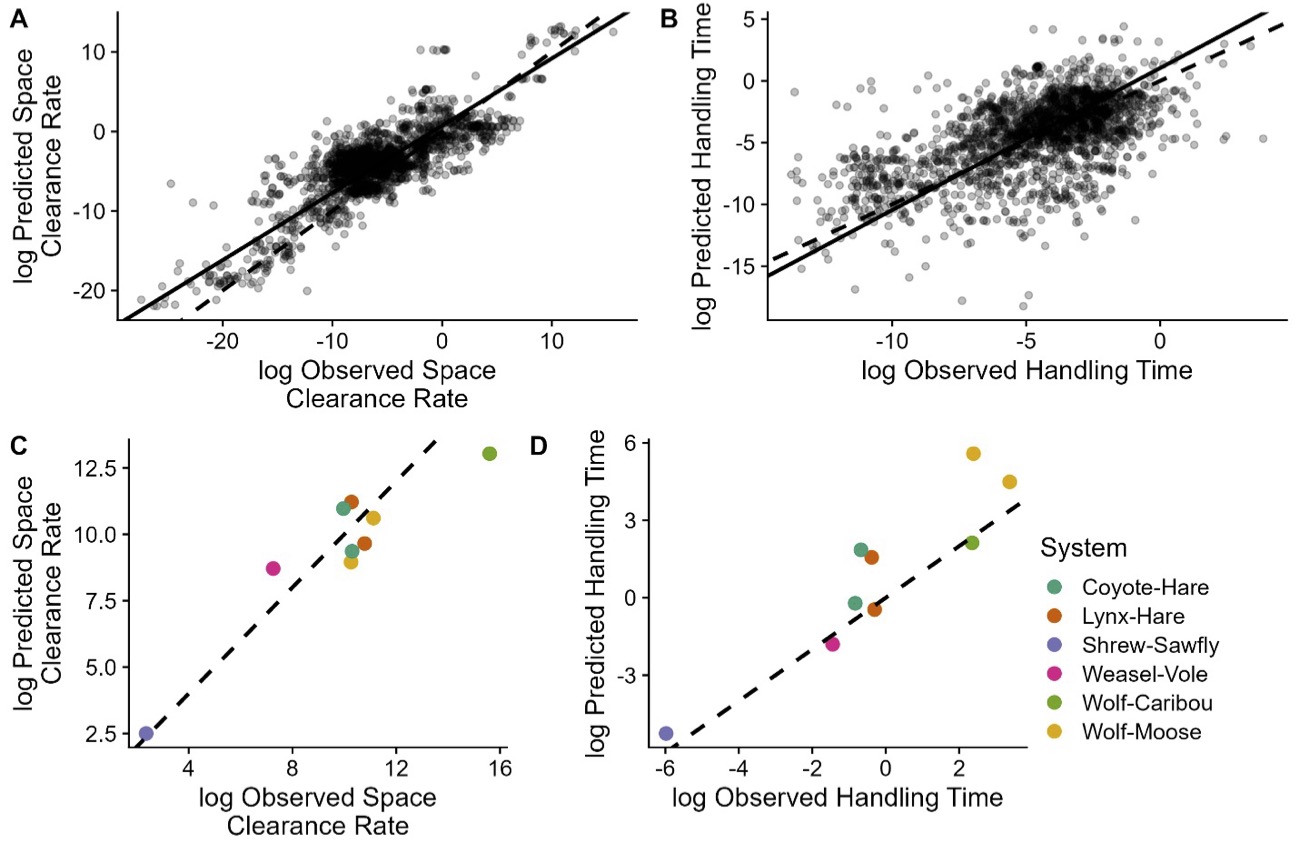 A
log Predicted Space
Clearance Rate
10
0
-10
-20
-20
-10
0
10
log Observed Space
Clearance Rate
B
log Predicted Handling Time
5
0
-5
-10
-15
-10
-5
0
log Observed Handling Time
C
log Predicted Space
Clearance Rate
12.5
10.0
7.5
5.0
2.5
4
8
12
16
log Observed Space
Clearance Rate
D
log Predicted Handling Time
6
3
0
-3
-6
-4
-2
0
2
log Observed Handling Time
System
Coyote-Hare
Lynx-Hare
Shrew-Sawfly
Weasel-Vole
Wolf-Caribou
Wolf-Moose